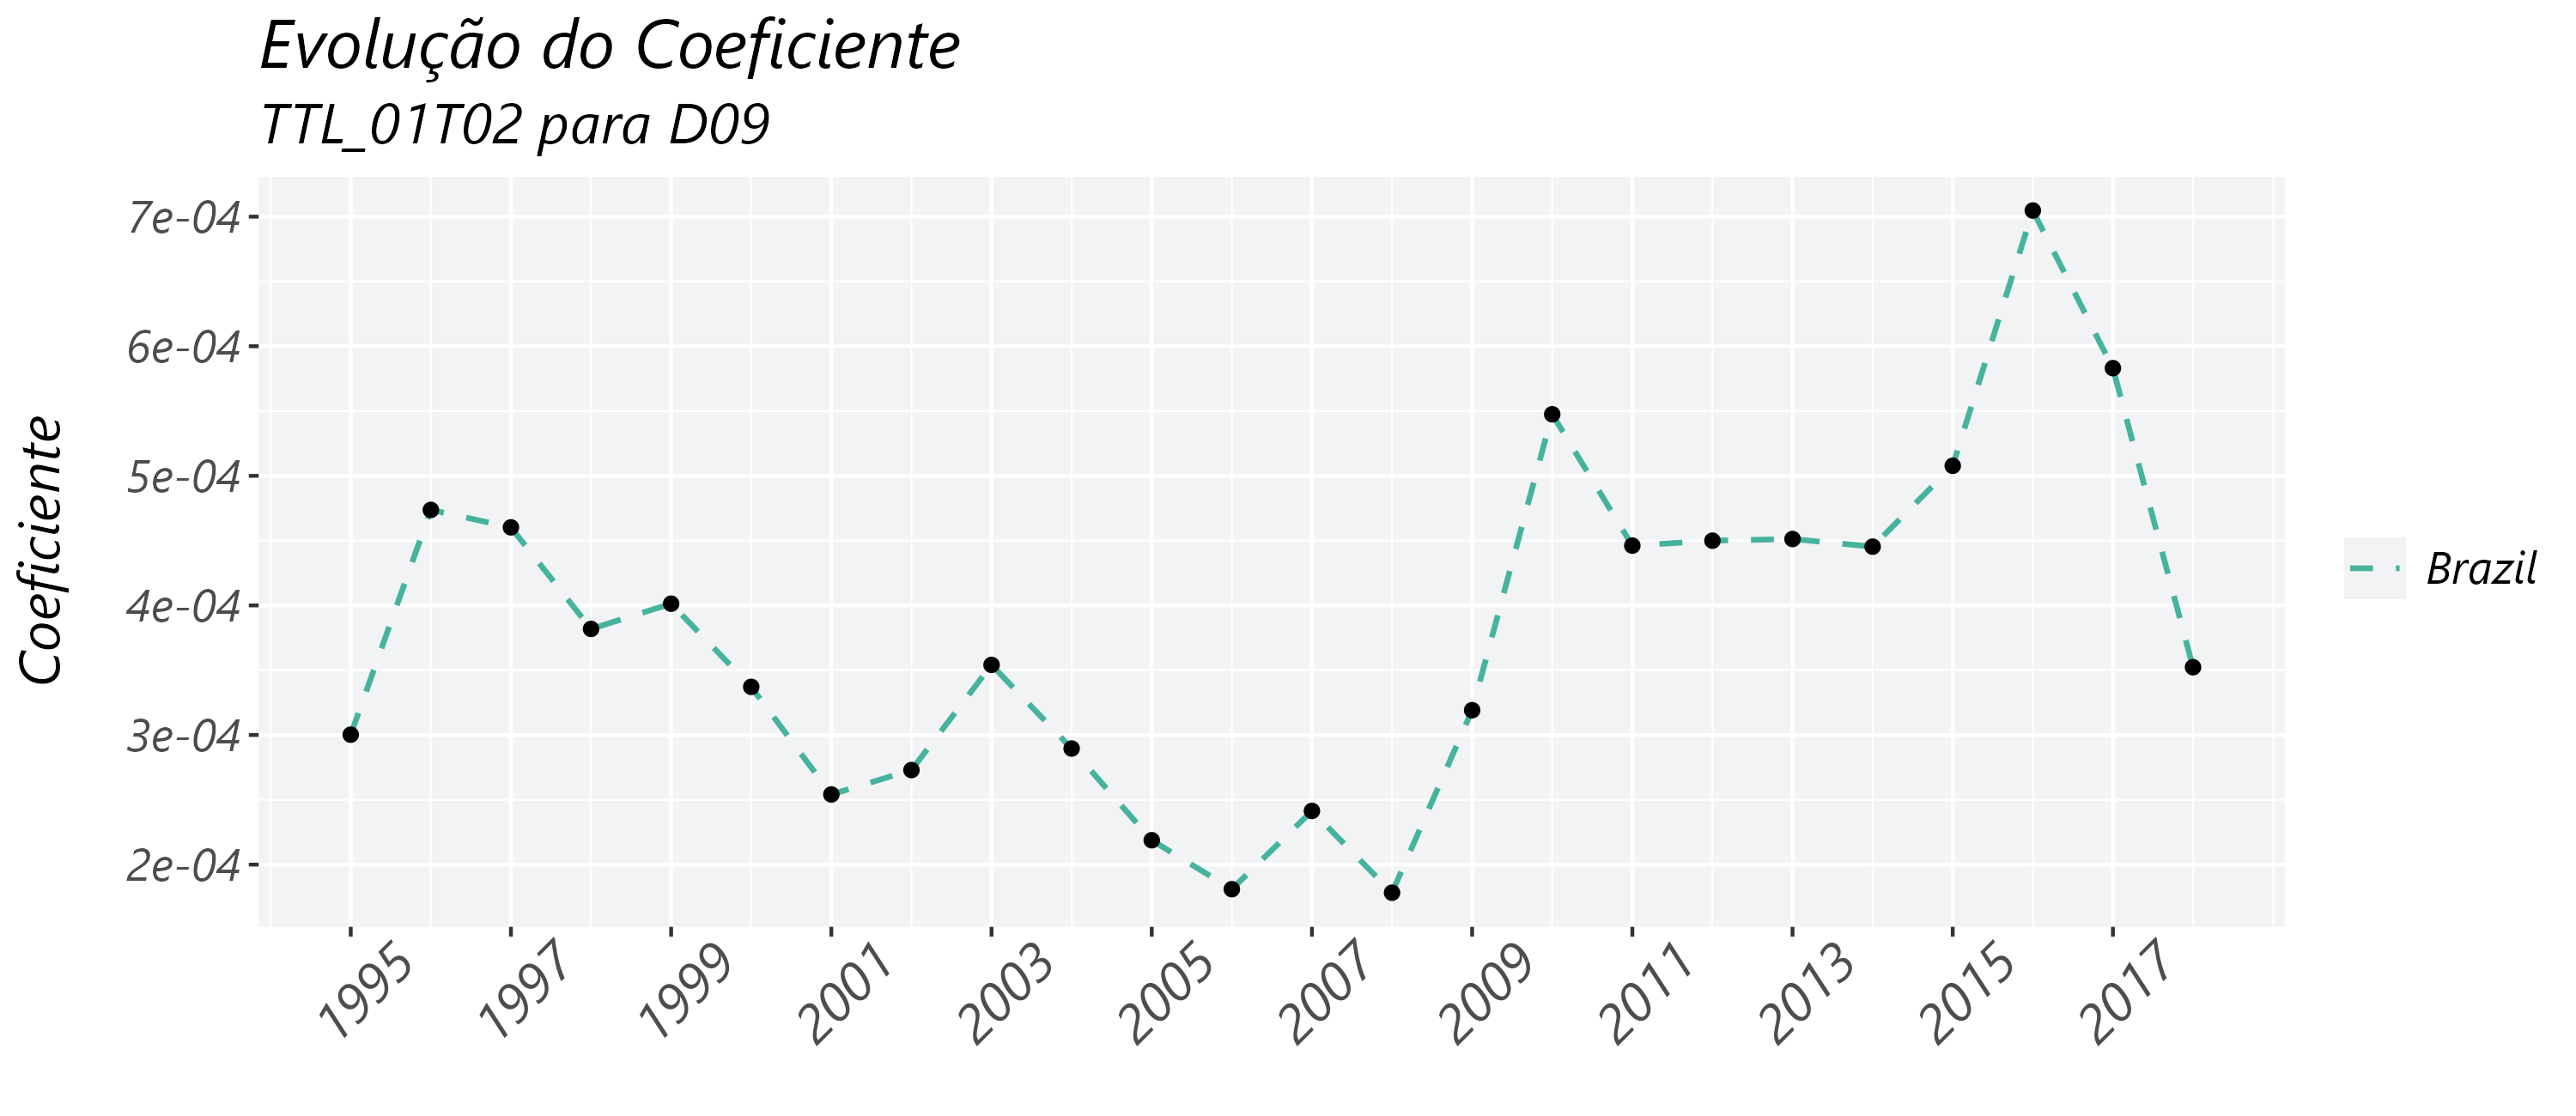 Evolução do Coeficiente
TTL_01T02 para D09
Coeficiente
7e-04
6e-04
5e-04
4e-04
3e-04
2e-04
1995 1997 1999 2001 2003 2005 2007 2009 2011 2013 2015 2017
Brazil